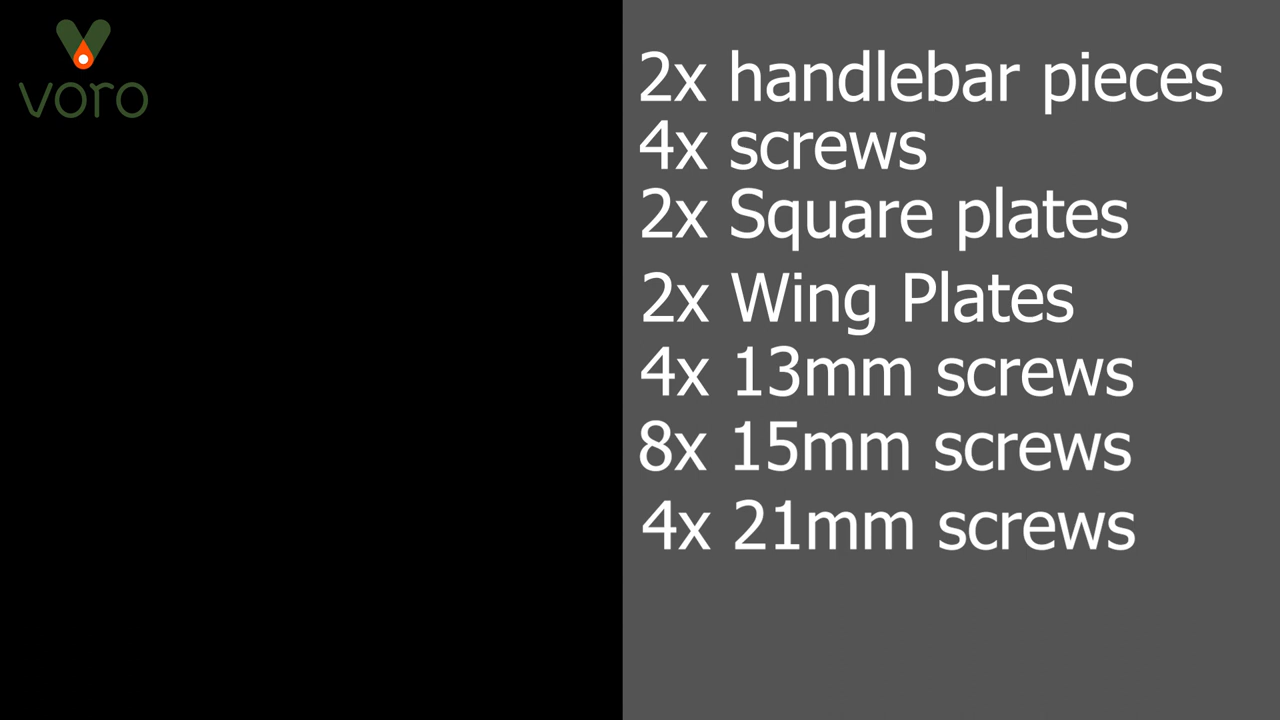 voro
2x handlebar pieces
4x screws
2x Square plates
2x Wing Plates
4x 13mm screws
8x 15mm screws
4x 21mm screws